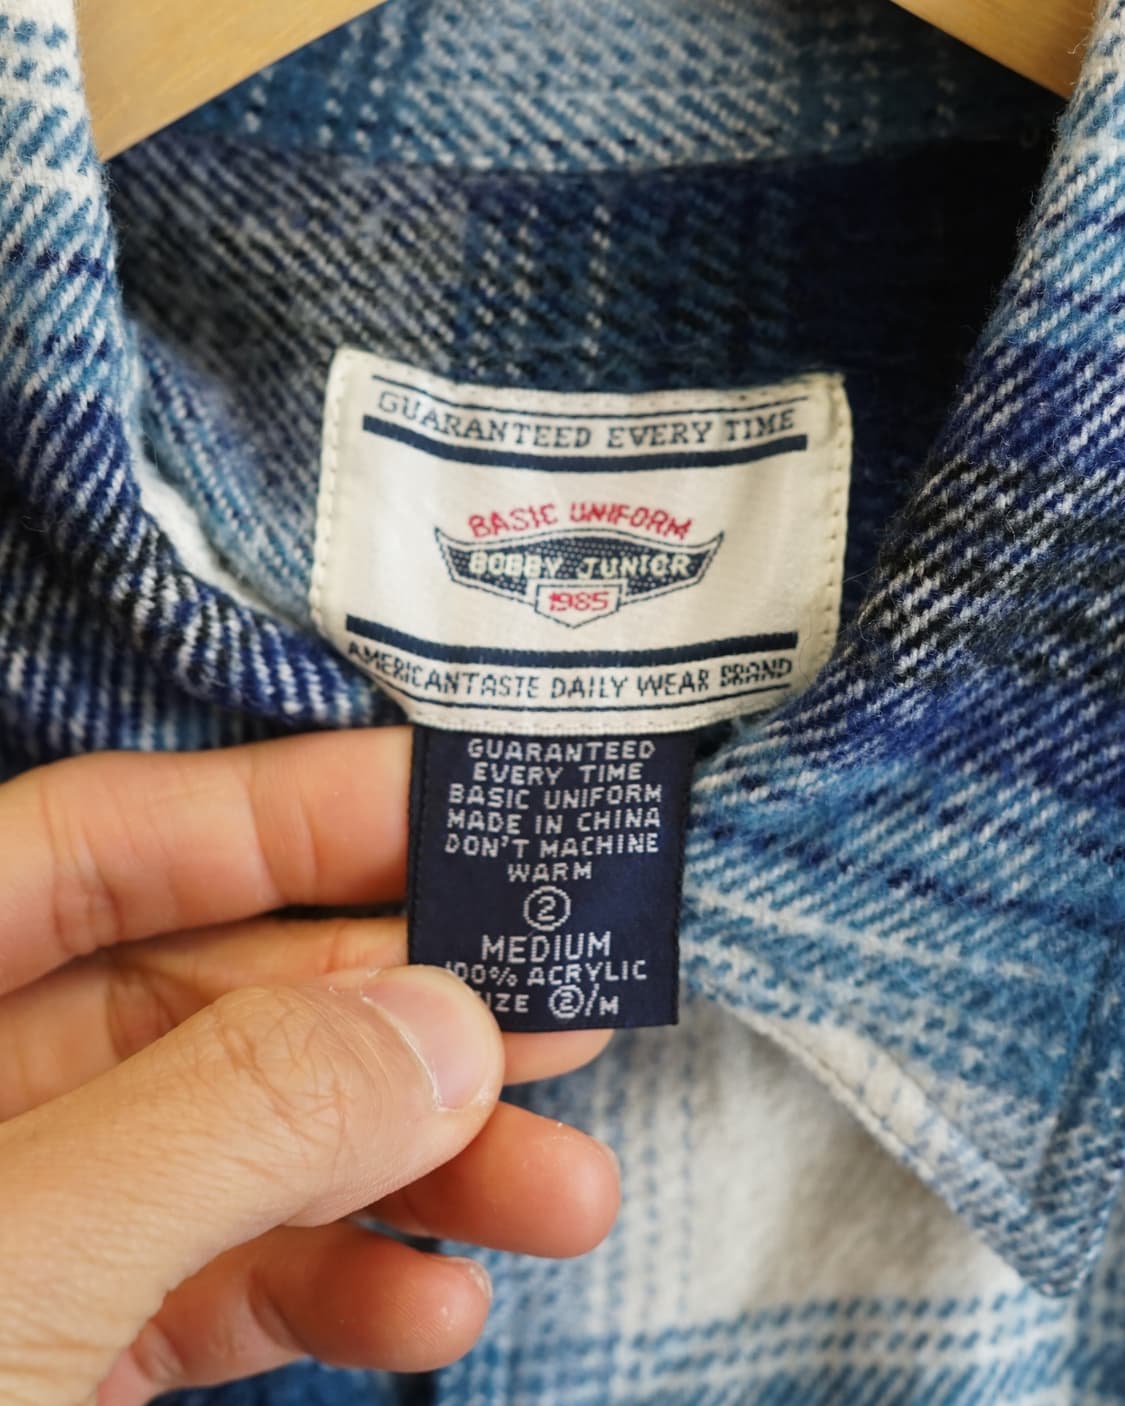 GUARANTEED EVERY TIME
BASIC UNIFORM
BOBBY JUNIOR
1985
AMERICANTASTE DAILY WEAR BRAND
GUARANTEED
EVERY TIME
BASIC UNIFORM
MADE IN CHINA
DON'T MACHINE
WARM
②
MEDIUM
100% ACRYLIC
IZE ②/M